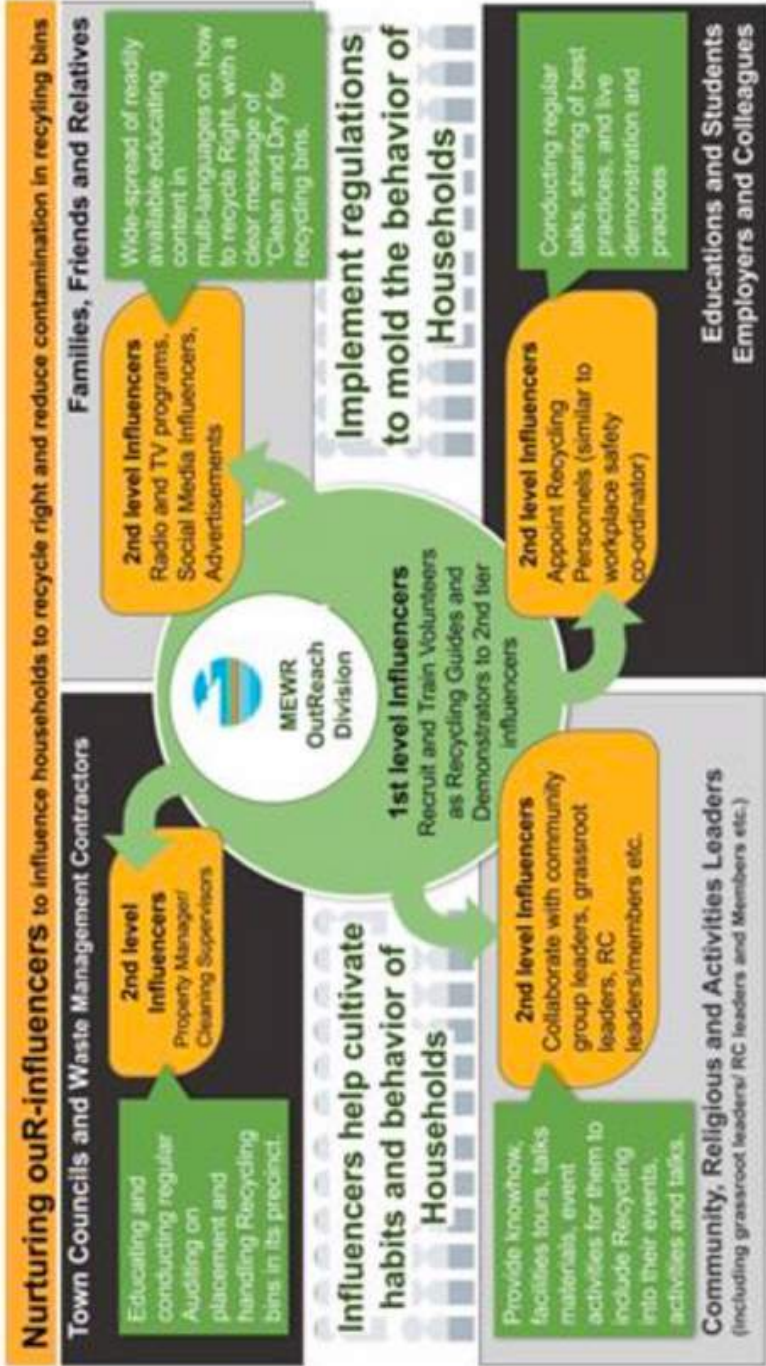 Nurturing ouR-influencers to influence households to recycle right and reduce contamination in recyling bins
Town Councils and Waste Management Contractors
Educating and
conducting regular
Auditing on
placement and
handling Recycling
bins in its precinct.
2nd level
Influencers
Property Manager/
Cleaning Supervisors
Families, Friends and Relatives
2nd level Influencers
Radio and TV programs,
Social Media Influencers,
Advertisements
Wide-spread of readily
available educating
content in
multi-languages on how
to recycle Right, with a
clear message of
"Clean and Dry" for
recycling bins.
MEWR
OutReach
Division
1st level Influencers
Recruit and Train Volunteers
as Recycling Guides and
Demonstrators to 2nd tier
influencers
Influencers help cultivate
habits and behavior of
Households
Implement regulations
to mold the behavior of
Households
Provide knowhow,
facilities tours, talks
materials, event
activities for them to
include Recycling
into their events,
activities and talks.
2nd level Influencers
Collaborate with community
group leaders, grassroot
leaders, RC
leaders/members etc.
Community, Religious and Activities Leaders
(including grassroot leaders/ RC leaders and Members etc.)
2nd level Influencers
Appoint Recycling
Personnels (similar to
workplace safety
co-ordinator)
Conducting regular
talks, sharing of best
practices, and live
demonstration and
practices
Educations and Students
Employers and Colleagues